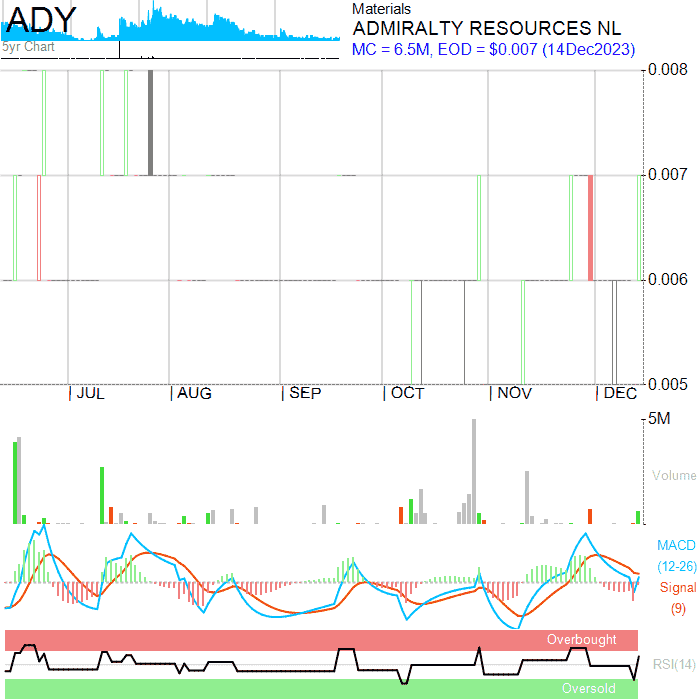 ADY
5yr Chart
Materials
ADMIRALTY RESOURCES NL
MC = 6.5M, EOD = $0.007 (14Dec2023)
0.008
0.007
0.006
0.005
JUL AUG SEP OCT NOV DEC
5M
Volume
MACD
(12-26)
Signal
(9)
Overbought
RSI(14)
Oversold